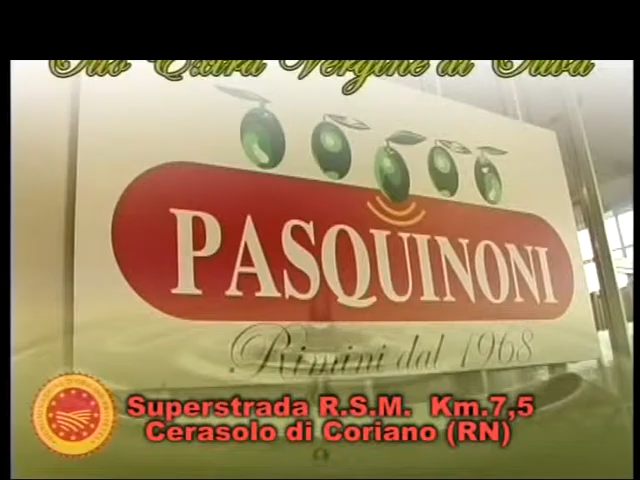 Olio Extra Vergine di Oliva
PASQUINONI
Rimini dal 1968
Superstrada R.S.M. Km.7,5
Cerasolo di Coriano (RN)